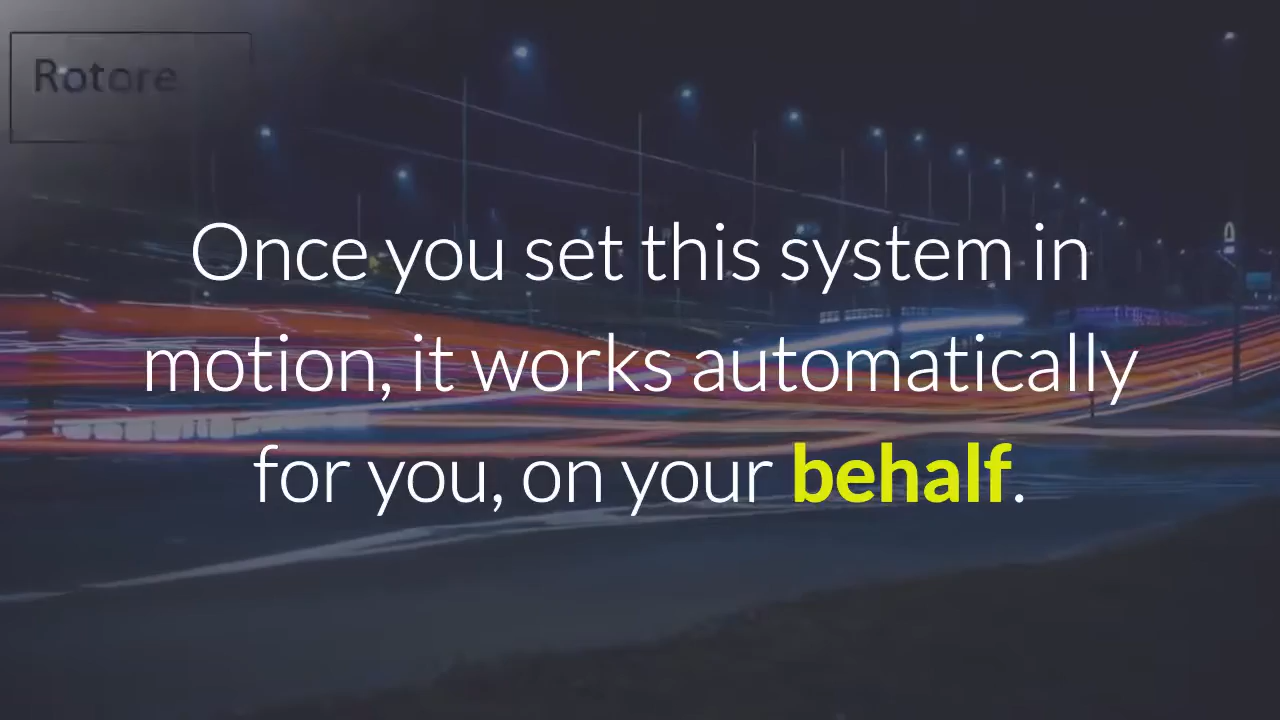 Rotore
Once you set this system in
motion, it works automatically
for you, on your behalf.